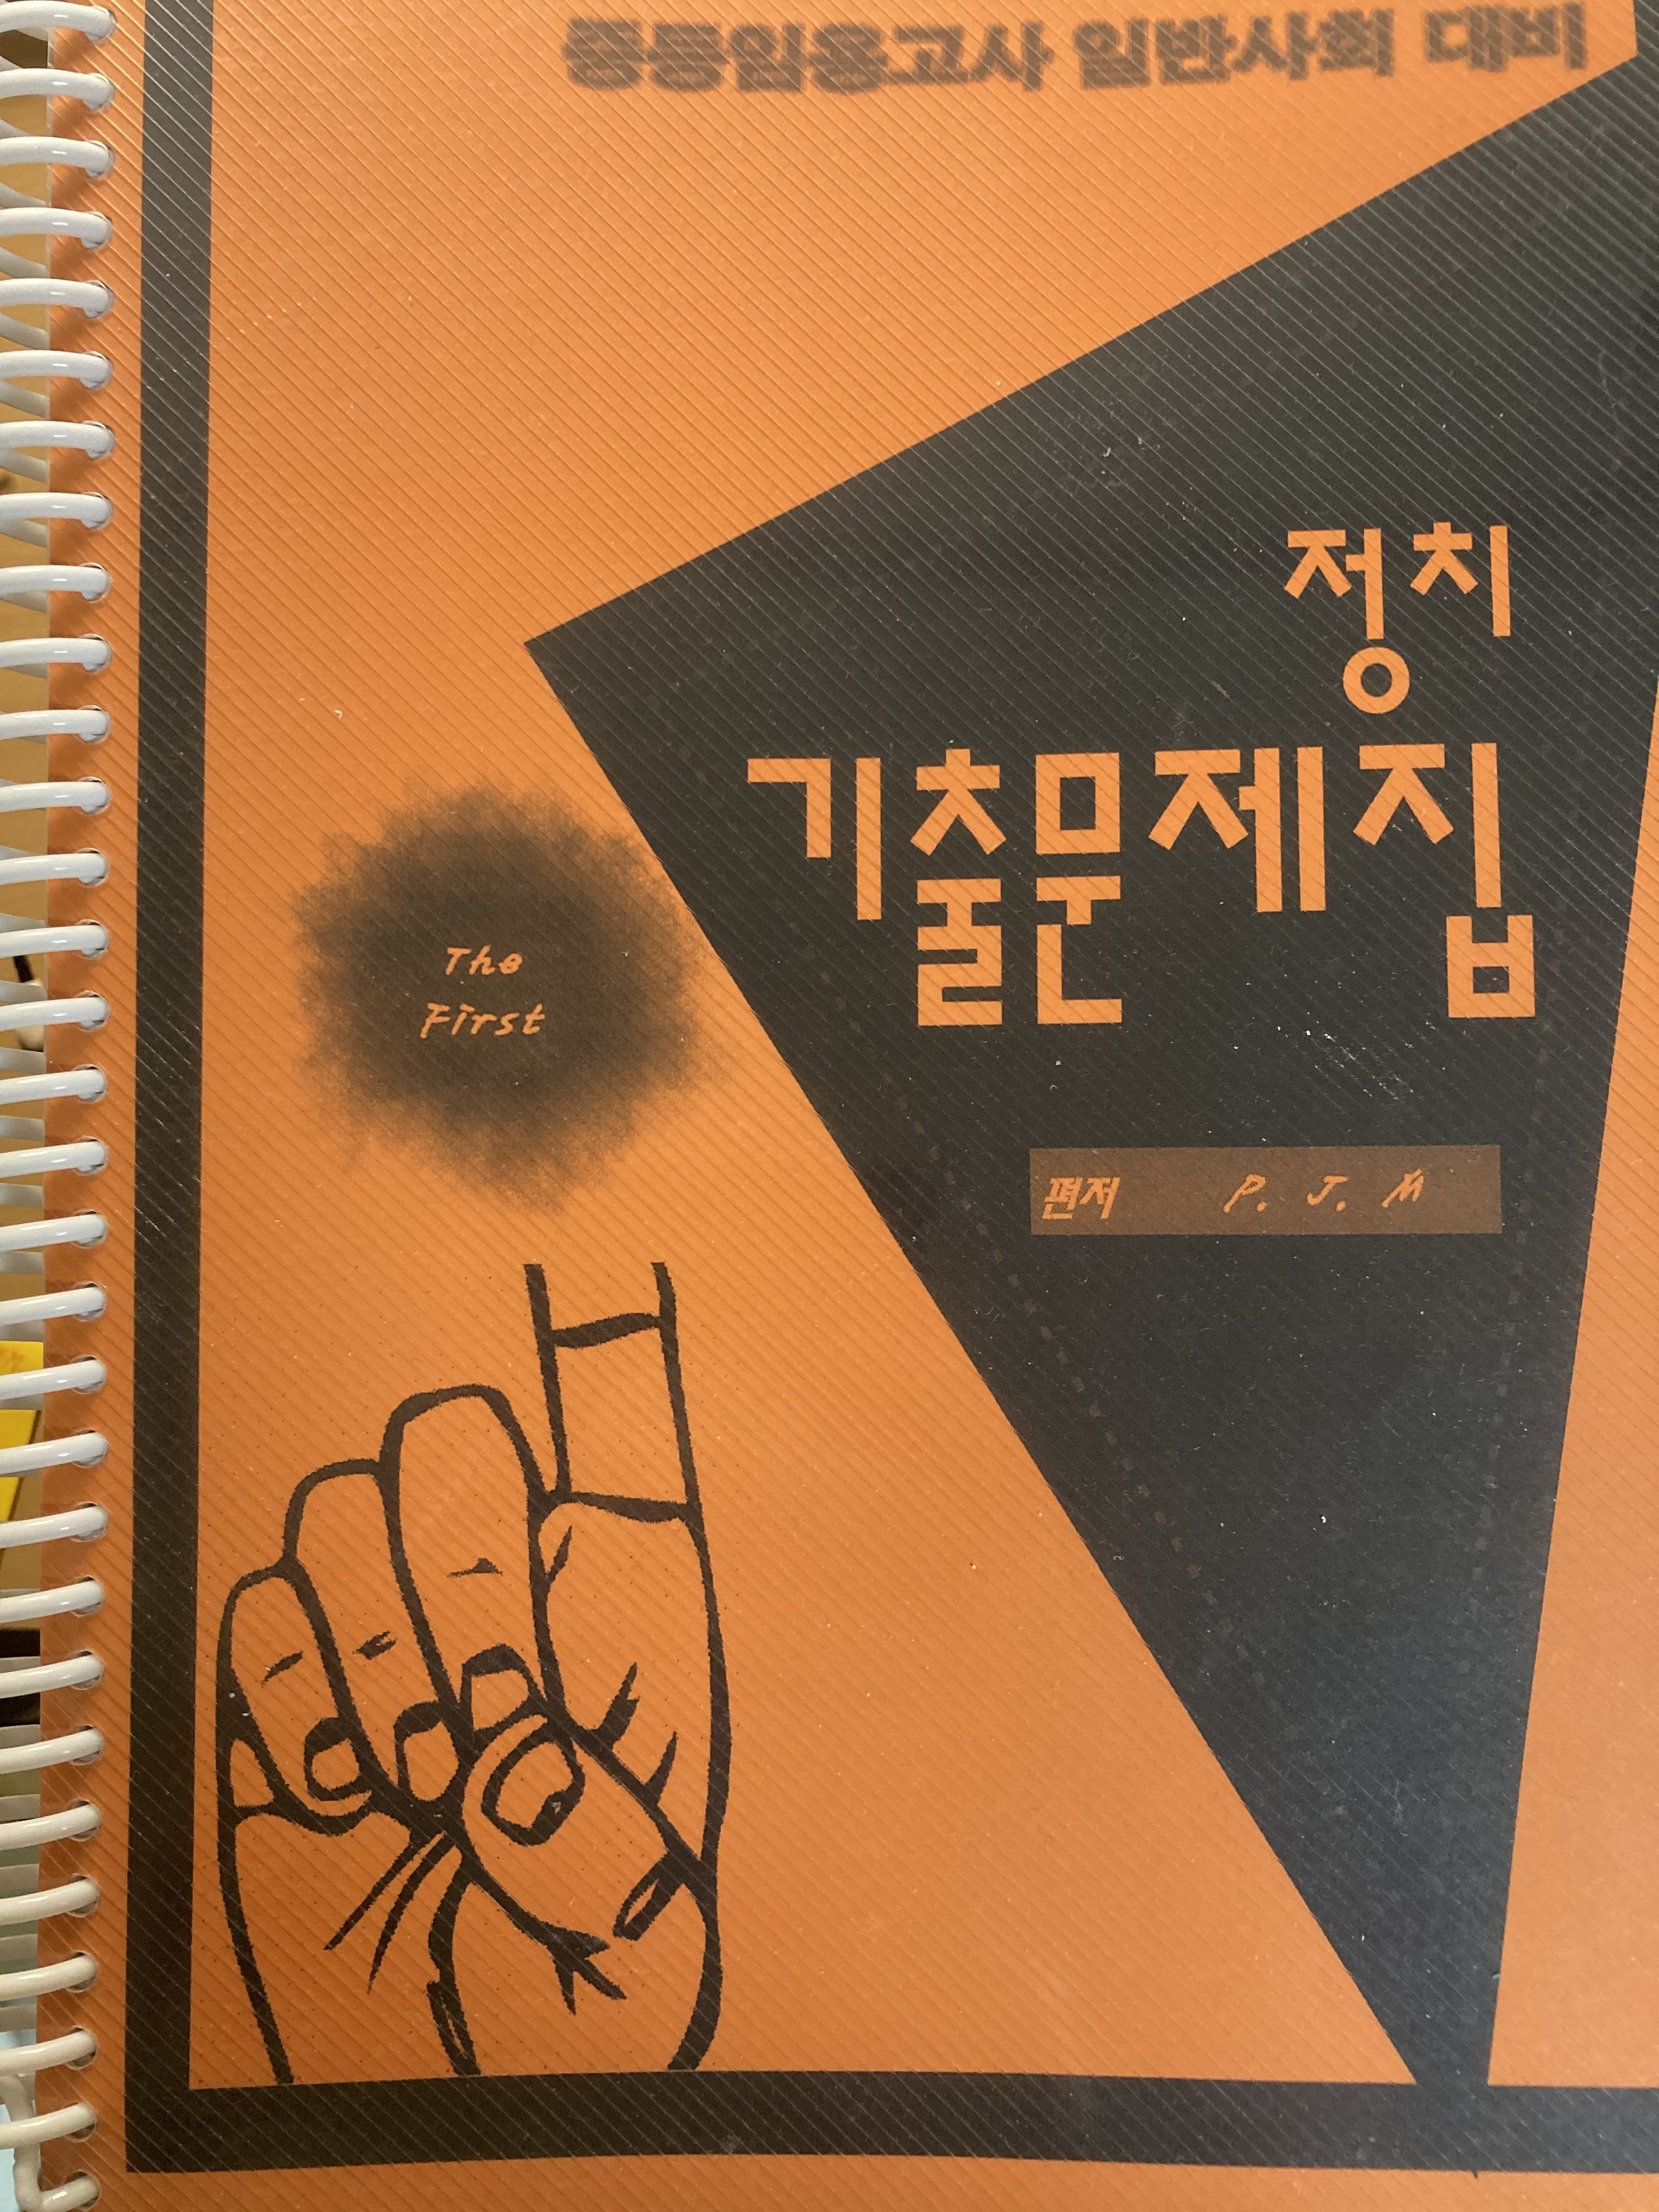 중등임용고사 일반사회 대비
정치
기출문제집
The
First
편저 P. J. M